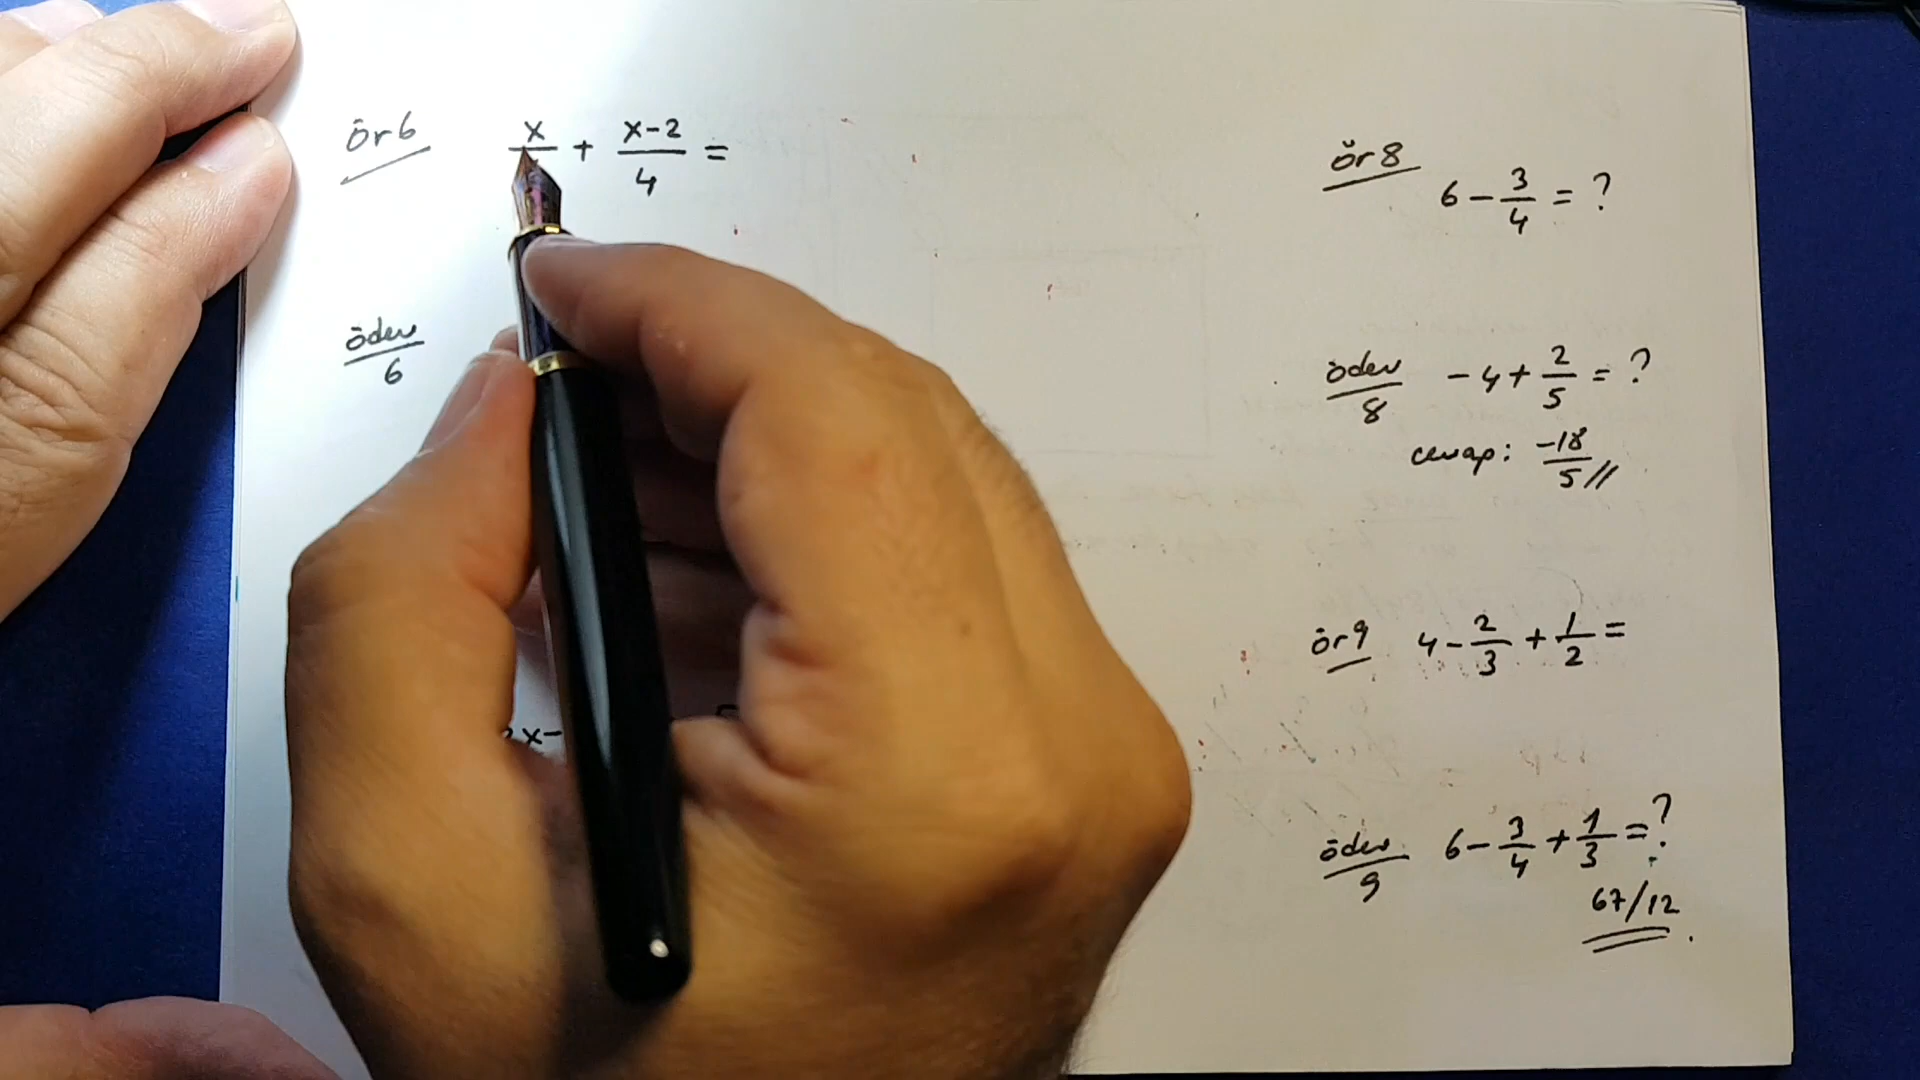 ör6 x/ + (x-2)/4 =
ödev/6
x-
ör8
6 - 3/4 = ?
ödev/8 -4 + 2/5 = ?
cevap: -18/5 //
ör9 4 - 2/3 + 1/2 =
ödev/9 6 - 3/4 + 1/3 = ?
67/12